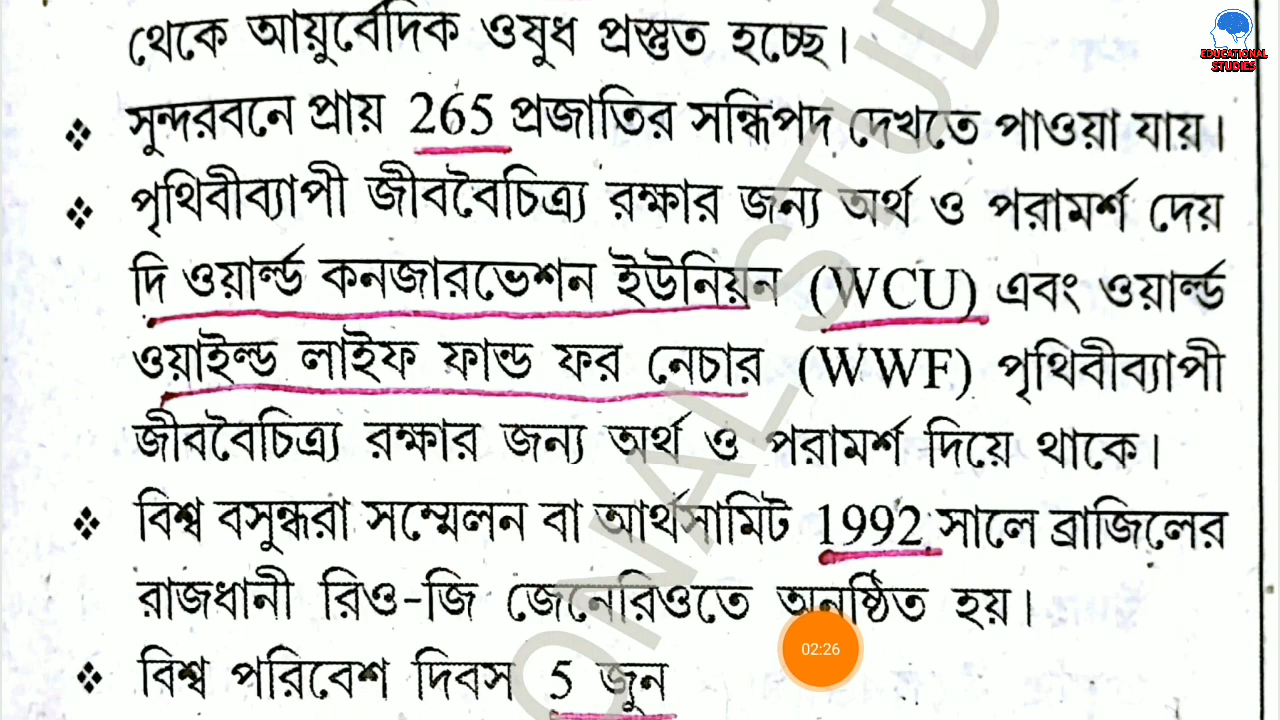 থেকে আয়ুর্বেদিক ওষুধ প্রস্তুত হচ্ছে।
EDUCATIONAL
STUDIES
❖ সুন্দরবনে প্রায় 265 প্রজাতির সন্ধিপদ দেখতে পাওয়া যায়।
❖ পৃথিবীব্যাপী জীববৈচিত্র্য রক্ষার জন্য অর্থ ও পরামর্শ দেয়
দি ওয়ার্ল্ড কনজারভেশন ইউনিয়ন (WCU) এবং ওয়ার্ল্ড
ওয়াইল্ড লাইফ ফান্ড ফর নেচার (WWF) পৃথিবীব্যাপী
জীববৈচিত্র্য রক্ষার জন্য অর্থ ও পরামর্শ দিয়ে থাকে।
❖ বিশ্ব বসুন্ধরা সম্মেলন বা আর্থসামিট 1992 সালে ব্রাজিলের
রাজধানী রিও-জি জেনেরিওতে অনুষ্ঠিত হয়।
02:26
❖ বিশ্ব পরিবেশ দিবস 5 জুন